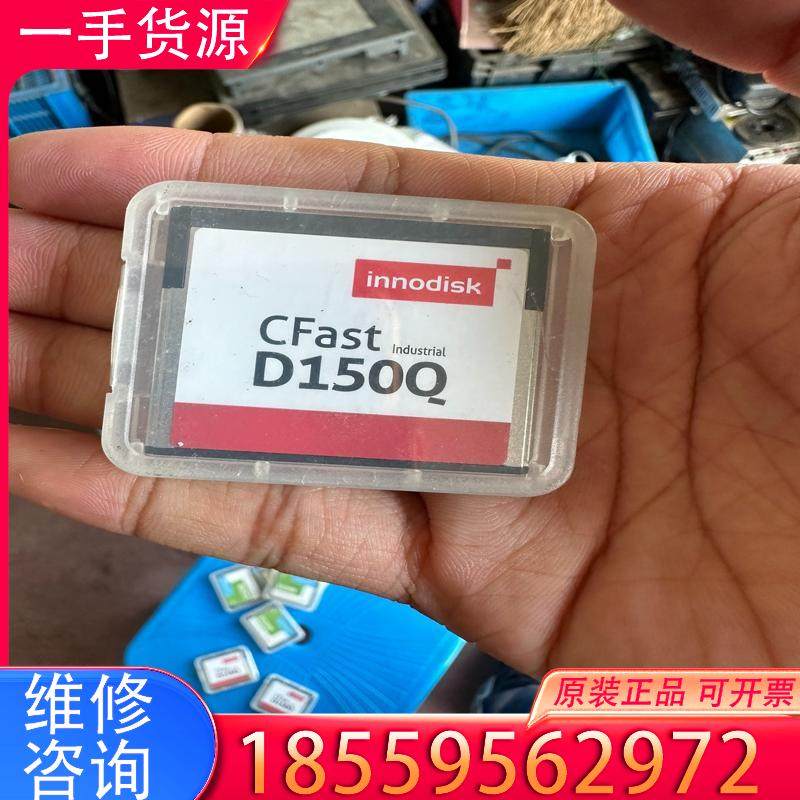 一手货源
innodisk
CFast Industrial
D150Q
原装正品 可开票
维修
咨询
18559562972